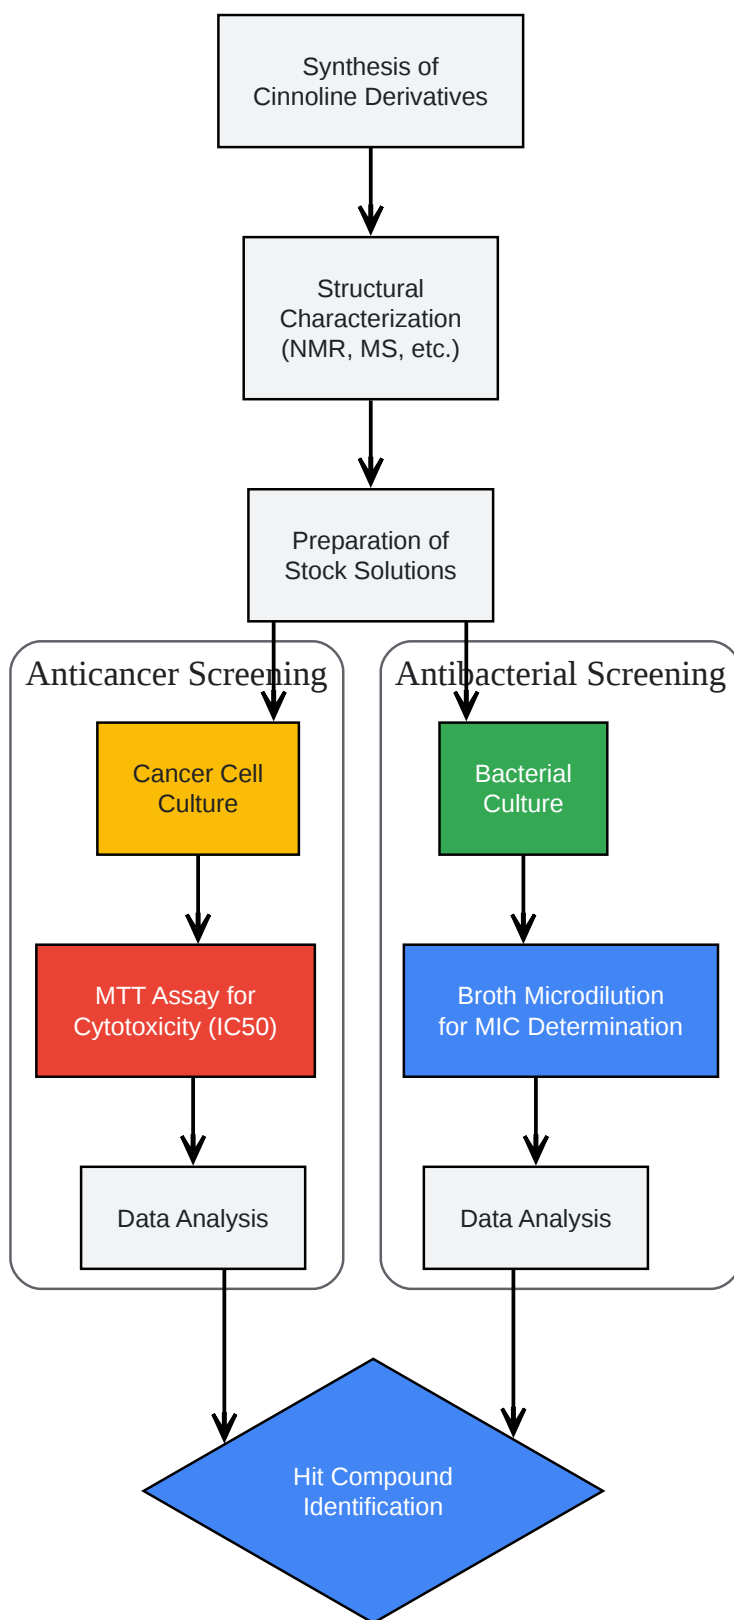 Synthesis of
Cinnoline Derivatives
Structural
Characterization
(NMR, MS, etc.)
Preparation of
Stock Solutions
Anticancer Screening
Cancer Cell
Culture
MTT Assay for
Cytotoxicity (IC50)
Data Analysis
Antibacterial Screening
Bacterial
Culture
Broth Microdilution
for MIC Determination
Data Analysis
Hit Compound
Identification